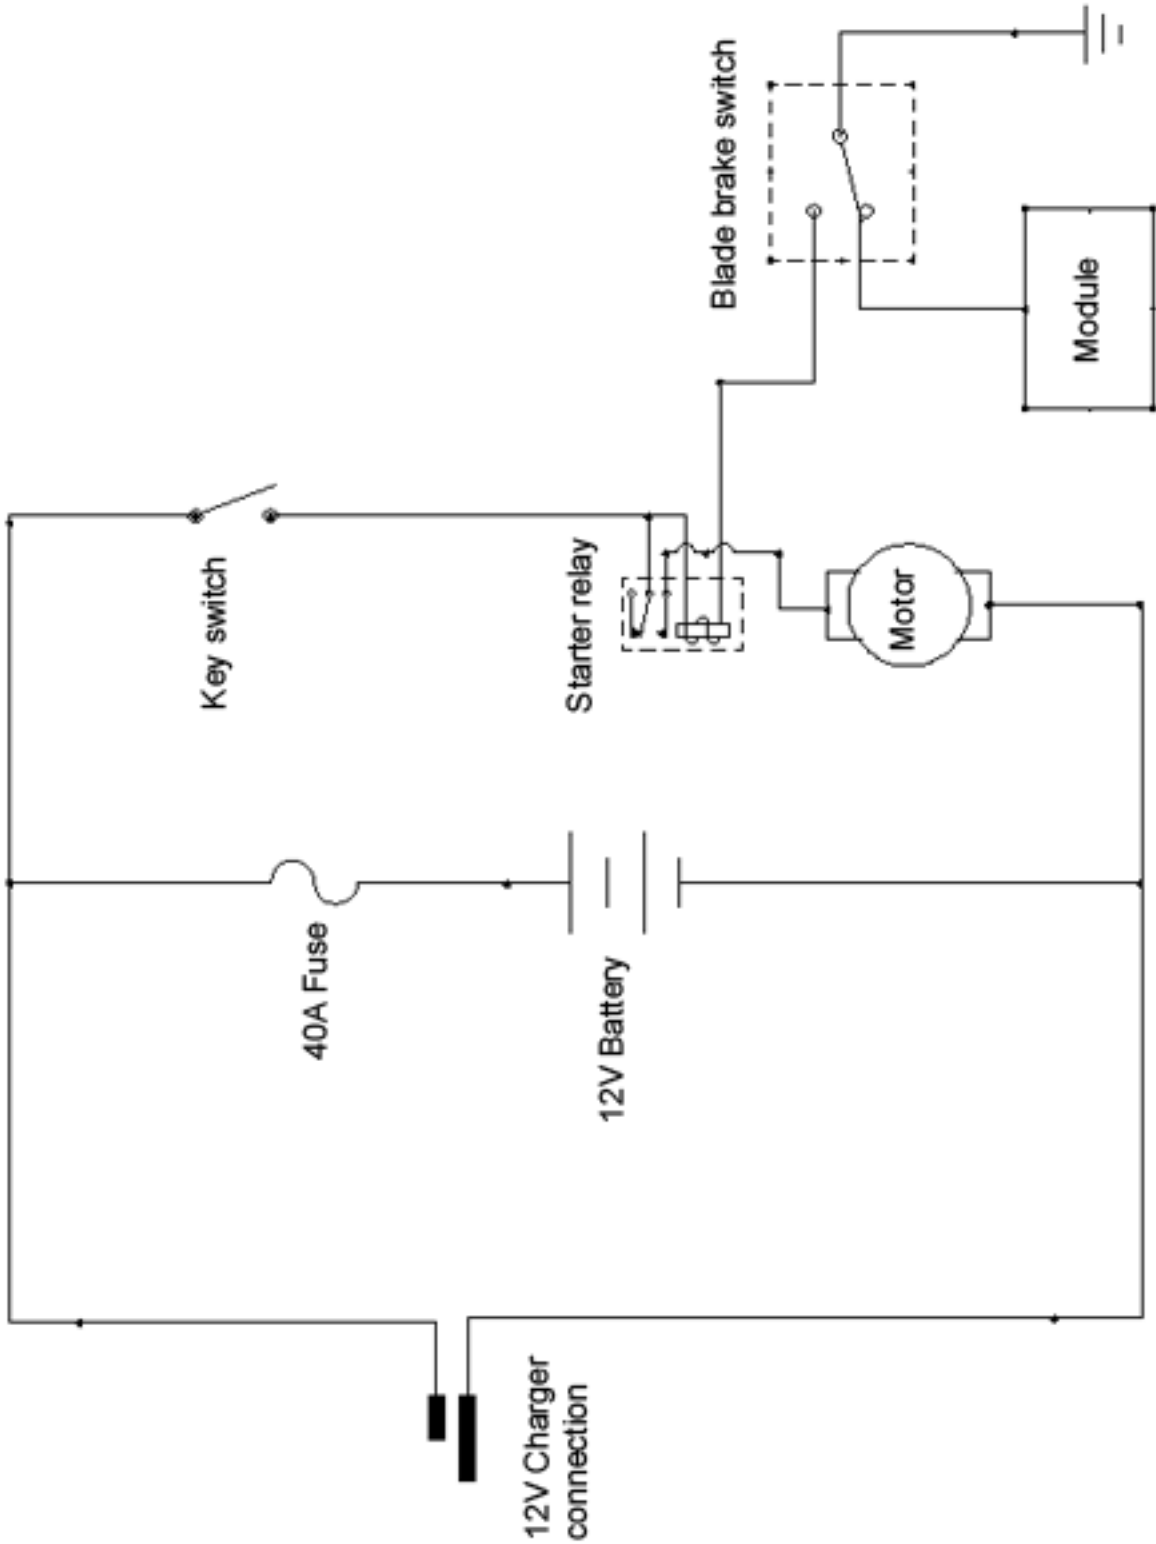 12V Charger
connection
40A Fuse
12V Battery
Key switch
Starter relay
Motor
Blade brake switch
Module